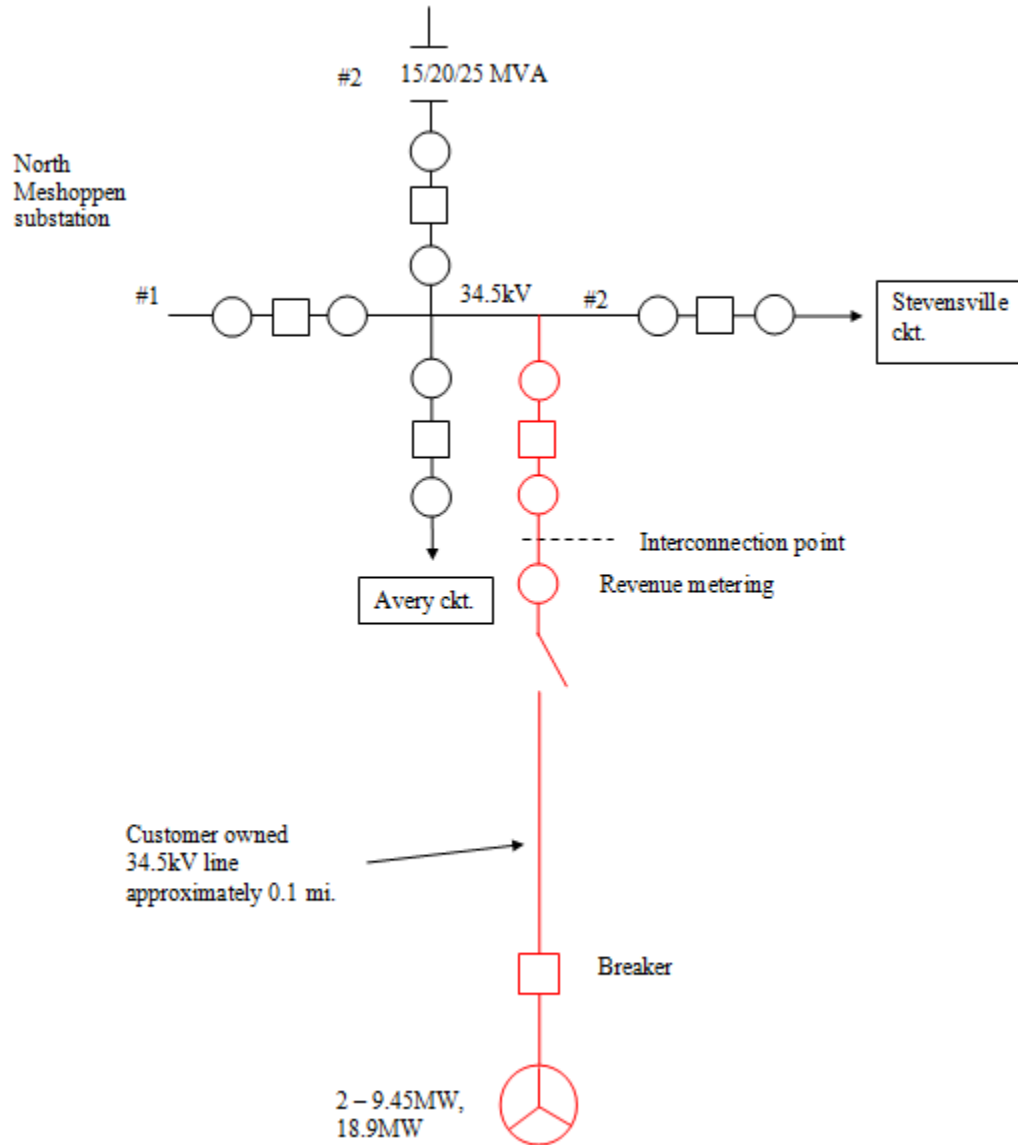 #2
15/20/25 MVA
North
Meshoppen
substation
#1
34.5kV
#2
Stevensville
ckt.
Interconnection point
Avery ckt.
Revenue metering
Customer owned
34.5kV line
approximately 0.1 mi.
Breaker
2 – 9.45MW,
18.9MW